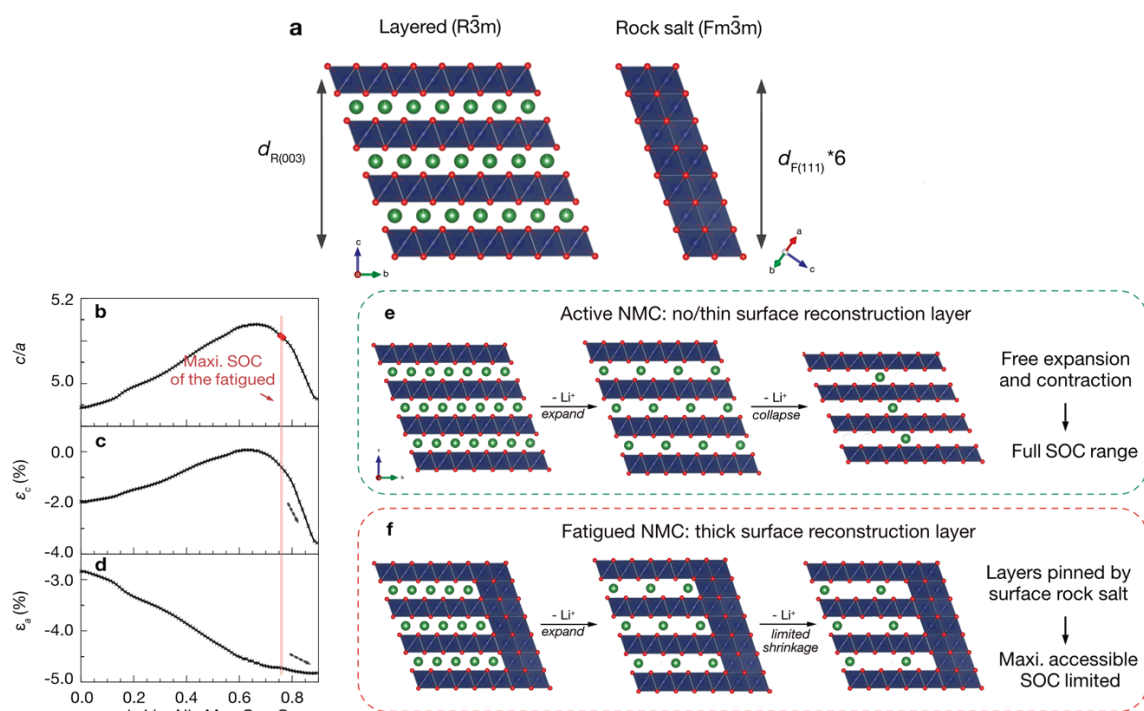 a
Layered (R3̄m)
Rock salt (Fm3̄m)
d_R(003)
d_F(111) *6
c
b
a
b
c
b
5.2
5.0
c/a
Maxi. SOC
of the fatigued
c
0.0
-2.0
-4.0
ε_c (%)
d
-3.0
-4.0
-5.0
ε_a (%)
0.0 0.2 0.4 0.6 0.8
e
Active NMC: no/thin surface reconstruction layer
- Li⁺
expand
- Li⁺
collapse
Free expansion
and contraction
Full SOC range
f
Fatigued NMC: thick surface reconstruction layer
- Li⁺
expand
- Li⁺
limited
shrinkage
Layers pinned by
surface rock salt
Maxi. accessible
SOC limited